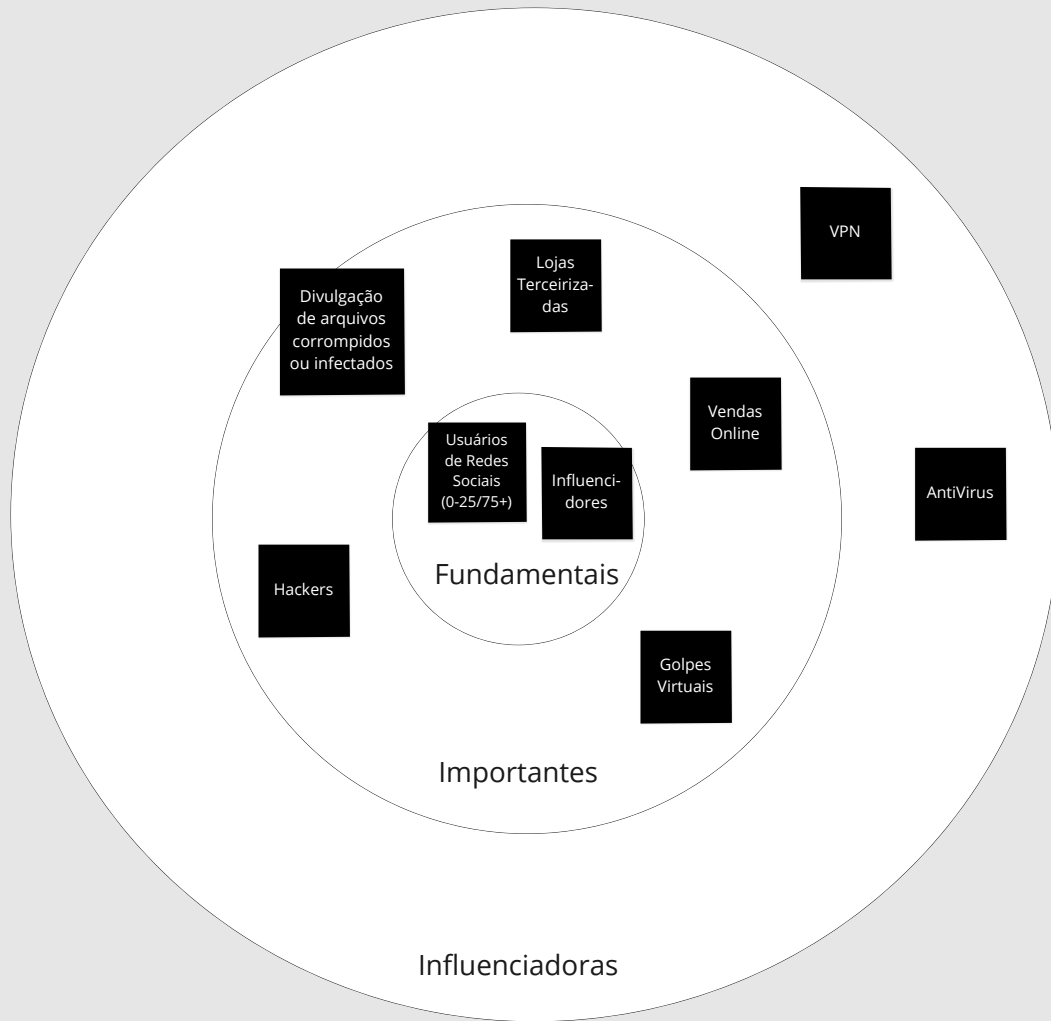 VPN
Lojas
Terceiriza-
das
Divulgação
de arquivos
corrompidos
ou infectados
Vendas
Online
Usuários
de Redes
Sociais
(0-25/75+)
Influenci-
dores
AntiVirus
Fundamentais
Hackers
Golpes
Virtuais
Importantes
Influenciadoras